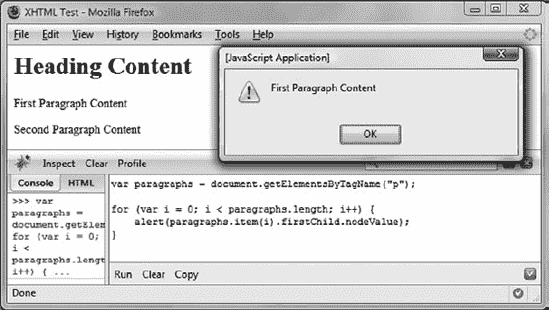 XHTML Test - Mozilla Firefox
File Edit View History Bookmarks Tools Help
Heading Content
First Paragraph Content
Second Paragraph Content
[JavaScript Application]
First Paragraph Content
OK
Inspect Clear Profile
Console HTML
>>> var
paragraphs =
document.getElem
for (var i = 0;
i <
paragraphs.length
i++) { ...
var paragraphs = document.getElementsByTagName("p");
for (var i = 0; i < paragraphs.length; i++) {
alert(paragraphs.item(i).firstChild.nodeValue);
}
Run Clear Copy
Done